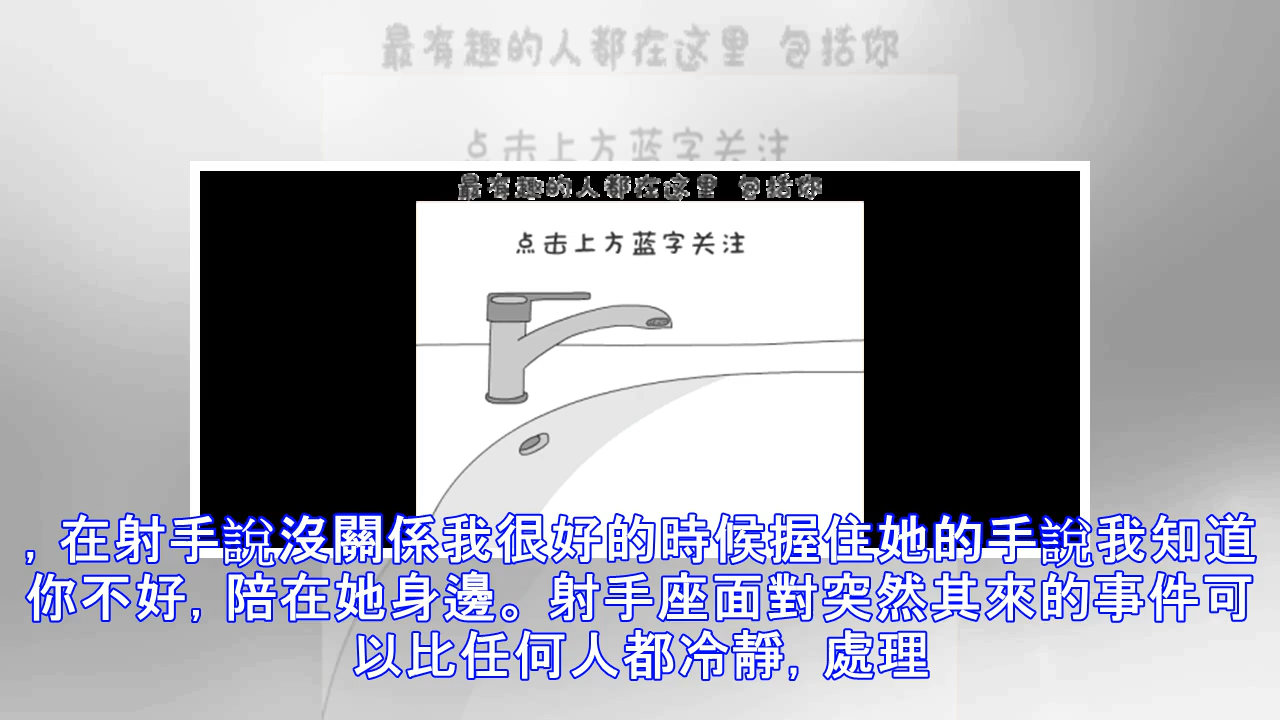 最有趣的人都在这里 包括你
点击上方蓝字关注
最有趣的人都在这里 包括你
点击上方蓝字关注
, 在射手說沒關係我很好的時候握住她的手說我知道
你不好, 陪在她身邊。射手座面對突然其來的事件可
以比任何人都冷靜, 處理